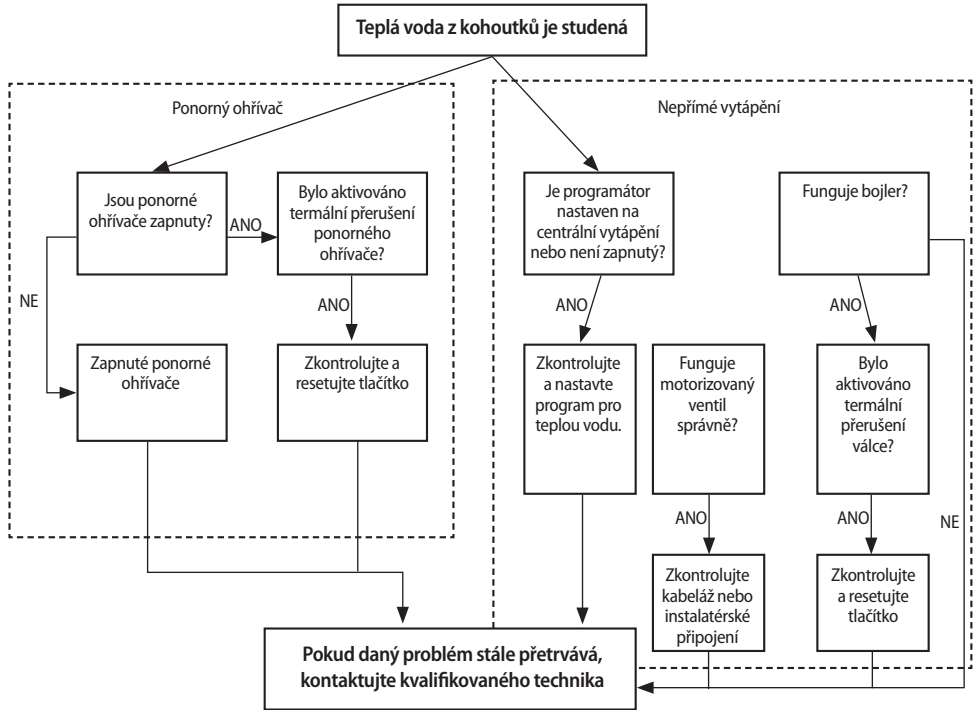 Teplá voda z kohoutků je studená
Ponorný ohřívač
Jsou ponorné
ohřívače zapnuty?
ANO
Bylo aktivováno
termální přerušení
ponorného
ohřívače?
NE
ANO
Zapnuté ponorné
ohřívače
Zkontrolujte a
resetujte tlačítko
Nepřímé vytápění
Je programátor
nastaven na
centrální vytápění
nebo není zapnutý?
Funguje bojler?
ANO
ANO
Zkontrolujte
a nastavte
program pro
teplou vodu.
Funguje
motorizovaný
ventil
správně?
Bylo
aktivováno
termální
přerušení
válce?
ANO
ANO
NE
Zkontrolujte
kabeláž nebo
instalatérské
připojení
Zkontrolujte
a resetujte
tlačítko
Pokud daný problém stále přetrvává,
kontaktujte kvalifikovaného technika